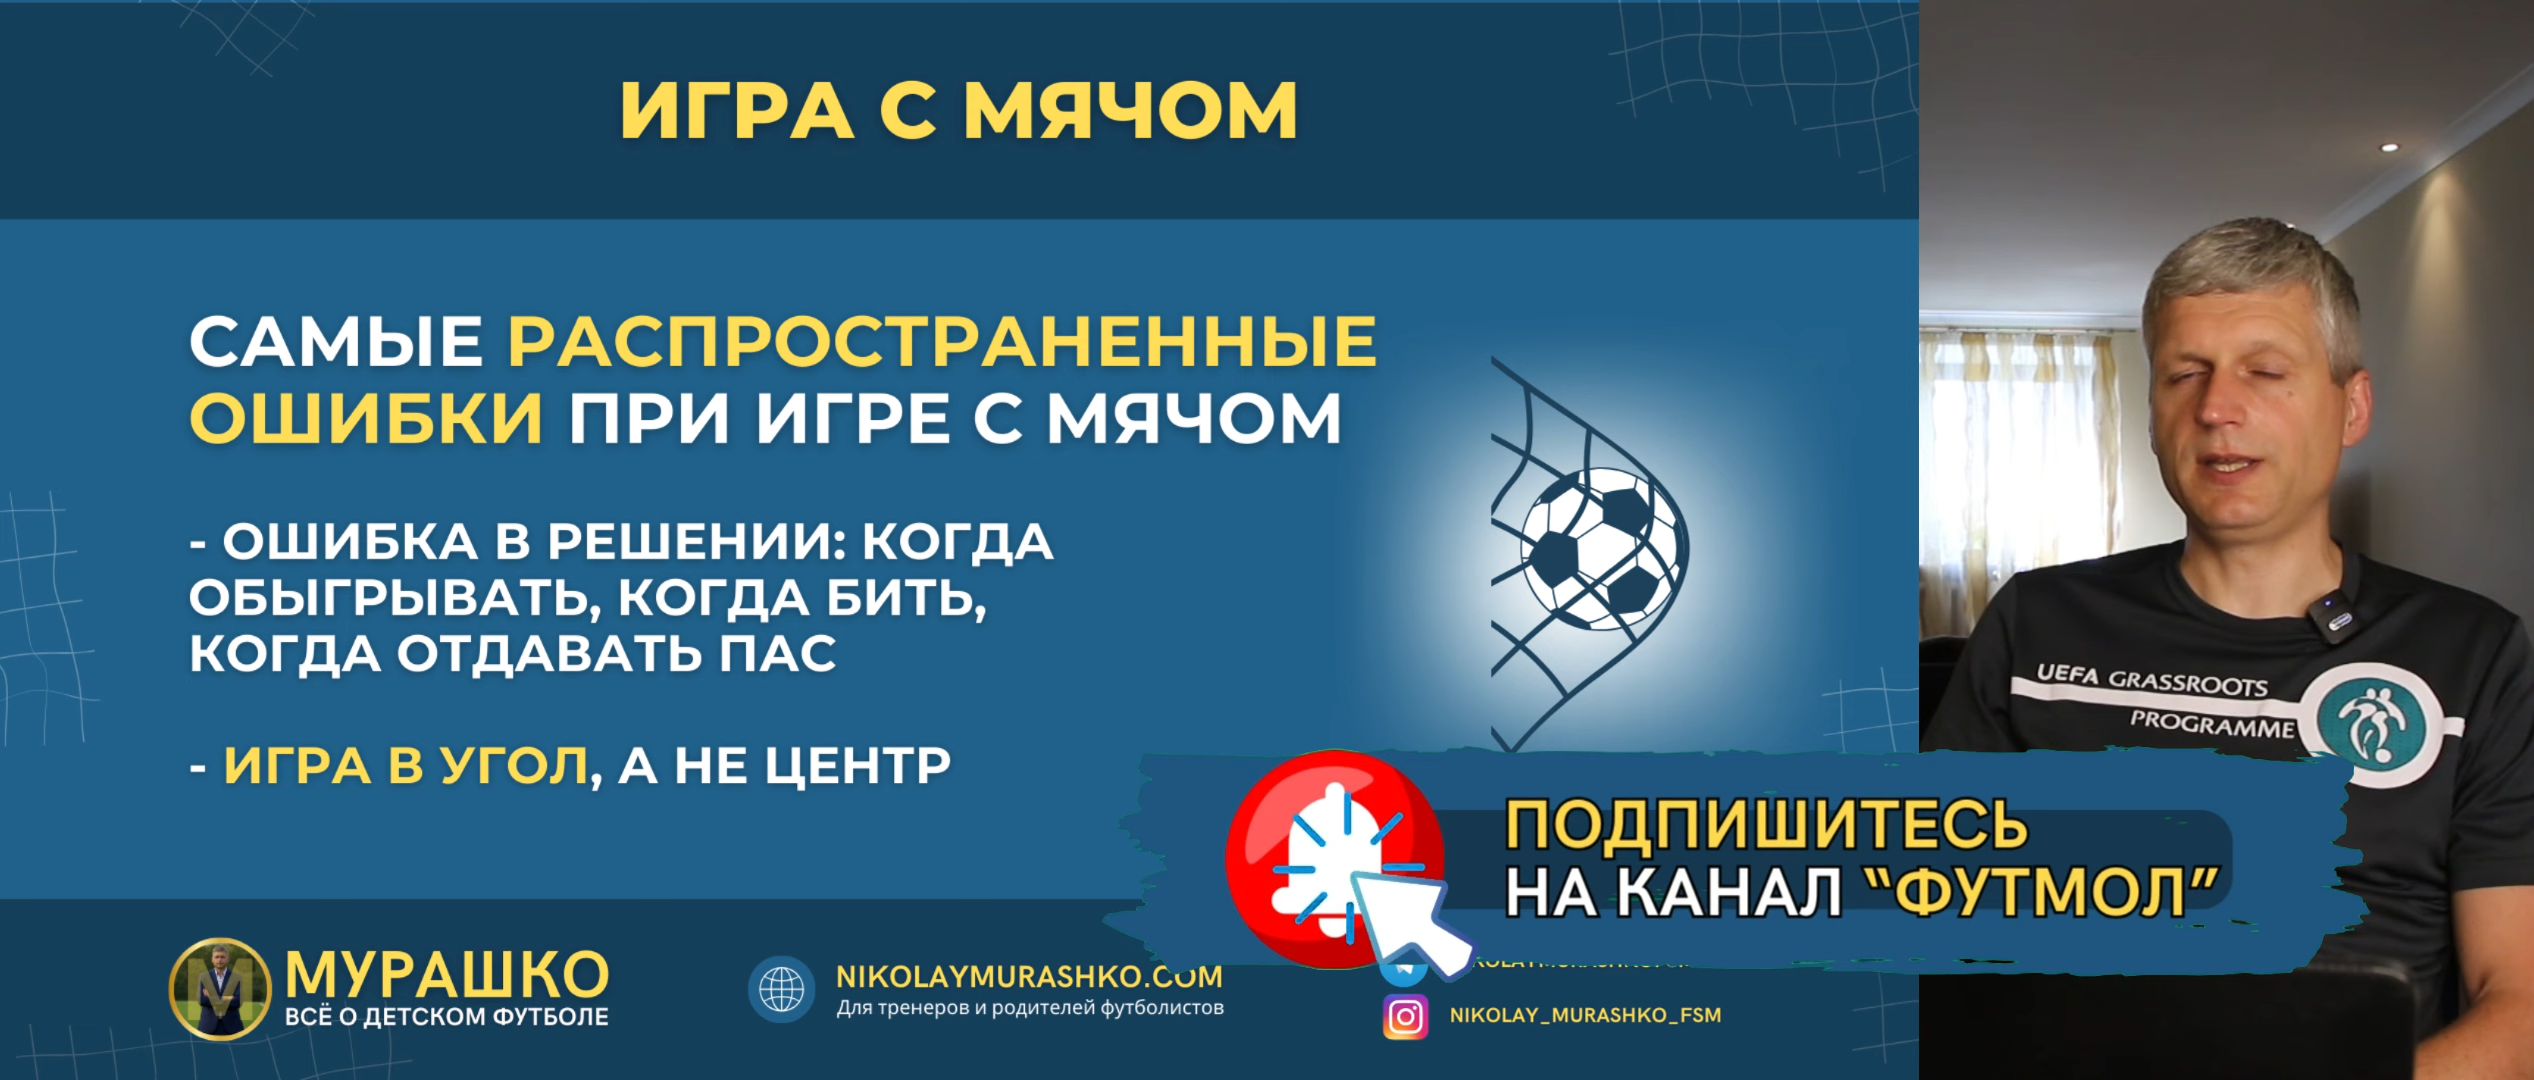 ИГРА С МЯЧОМ
САМЫЕ РАСПРОСТРАНЕННЫЕ
ОШИБКИ ПРИ ИГРЕ С МЯЧОМ
- ОШИБКА В РЕШЕНИИ: КОГДА
ОБЫГРЫВАТЬ, КОГДА БИТЬ,
КОГДА ОТДАВАТЬ ПАС
- ИГРА В УГОЛ, А НЕ ЦЕНТР
UEFA GRASSROOTS
PROGRAMME
ПОДПИШИТЕСЬ
НА КАНАЛ “ФУТМОЛ”
М
МУРАШКО
ВСЁ О ДЕТСКОМ ФУТБОЛЕ
NIKOLAYMURASHKO.COM
Для тренеров и родителей футболистов
NIKOLAY_MURASHKO_FSM